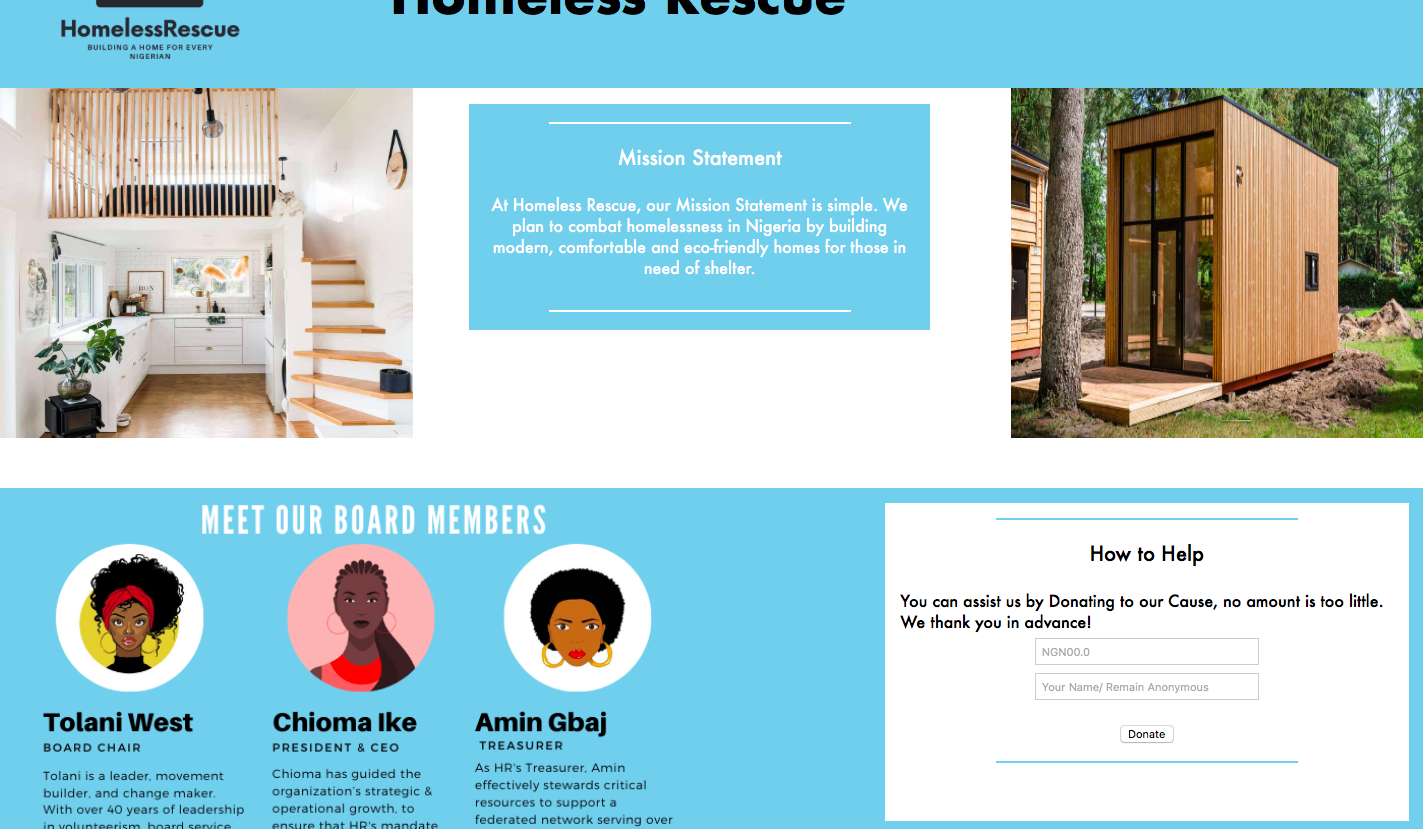 Homeless Rescue
HomelessRescue
BUILDING A HOME FOR EVERY
NIGERIAN
Mission Statement
At Homeless Rescue, our Mission Statement is simple. We
plan to combat homelessness in Nigeria by building
modern, comfortable and eco-friendly homes for those in
need of shelter.
MEET OUR BOARD MEMBERS
Tolani West
BOARD CHAIR
Tolani is a leader, movement
builder, and change maker.
With over 40 years of leadership
in volunteerism, board service
Chioma Ike
PRESIDENT & CEO
Chioma has guided the
organization's strategic &
operational growth, to
ensure that HR's mandate
Amin Gbaj
TREASURER
As HR's Treasurer, Amin
effectively stewards critical
resources to support a
federated network serving over
How to Help
You can assist us by Donating to our Cause, no amount is too little.
We thank you in advance!
NGN00.0
Your Name/ Remain Anonymous
Donate